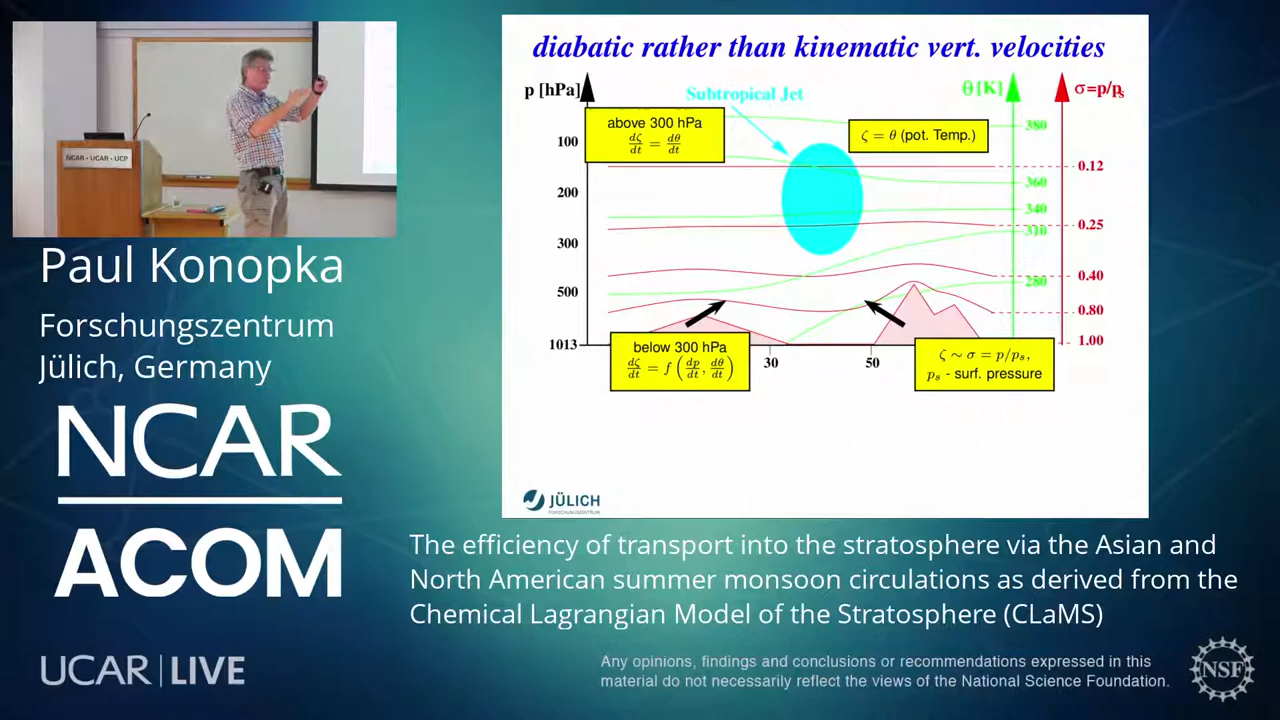 NCAR • UCAR • UCP
Paul Konopka
Forschungszentrum
Jülich, Germany
NCAR
ACOM
UCAR | LIVE
diabatic rather than kinematic vert. velocities
p [hPa]
Subtropical Jet
θ [K]
σ=p/pₛ
above 300 hPa
dζ/dt = dθ/dt
ζ = θ (pot. Temp.)
100
200
300
500
1013
380
360
340
310
280
0.12
0.25
0.40
0.80
1.00
below 300 hPa
dζ/dt = f (dp/dt, dθ/dt)
30
50
ζ ∼ σ = p/pₛ,
pₛ - surf. pressure
JÜLICH
FORSCHUNGSZENTRUM
The efficiency of transport into the stratosphere via the Asian and
North American summer monsoon circulations as derived from the
Chemical Lagrangian Model of the Stratosphere (CLaMS)
Any opinions, findings and conclusions or recommendations expressed in this
material do not necessarily reflect the views of the National Science Foundation.
NSF